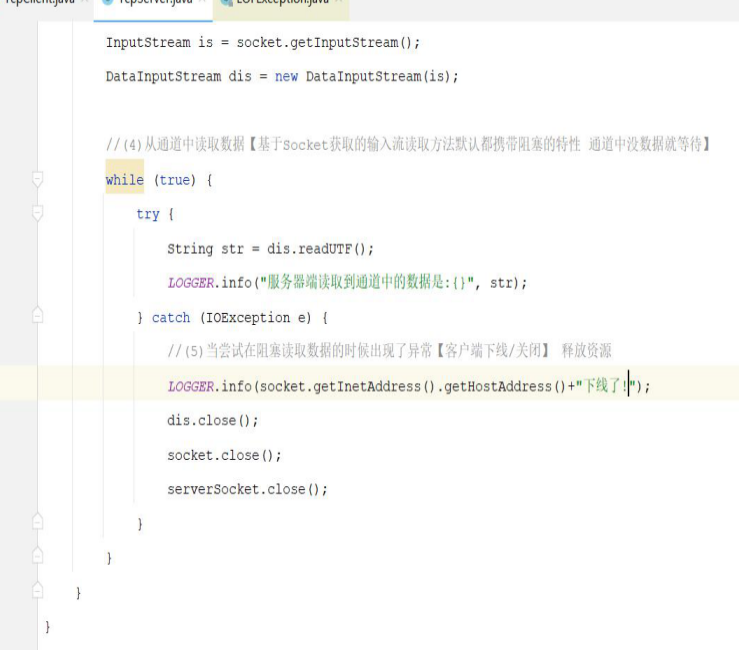 InputStream is = socket.getInputStream();
DataInputStream dis = new DataInputStream(is);
//(4)从通道中读取数据【基于Socket获取的输入流读取方法默认都携带阻塞的特性 通道中没数据就等待】
while (true) {
try {
String str = dis.readUTF();
LOGGER.info("服务器端读取到通道中的数据是:{}", str);
} catch (IOException e) {
//(5)当尝试在阻塞读取数据的时候出现了异常【客户端下线/关闭】 释放资源
LOGGER.info(socket.getInetAddress().getHostAddress()+"下线了!");
dis.close();
socket.close();
serverSocket.close();
}
}
}
}